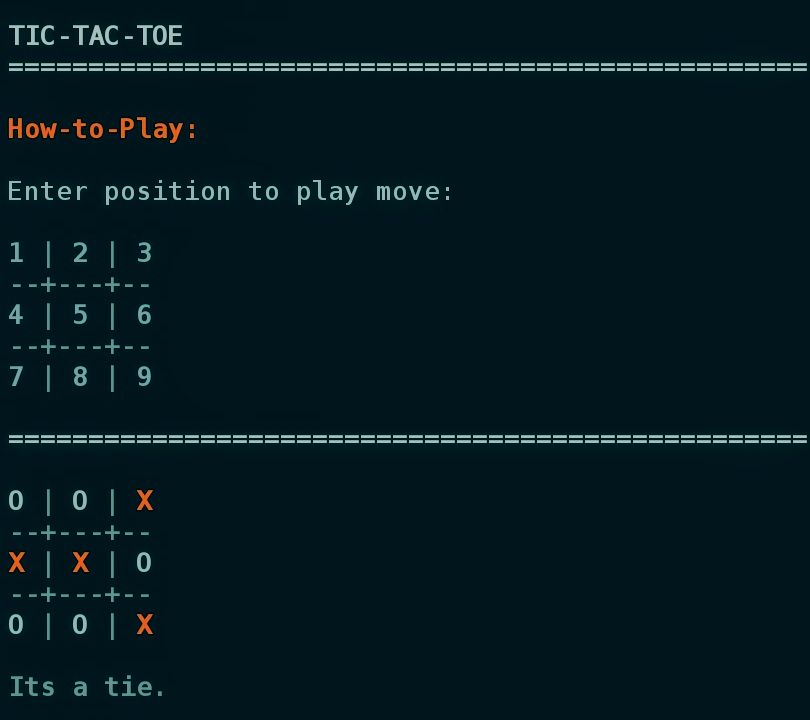 TIC-TAC-TOE
==================================================
How-to-Play:
Enter position to play move:
1 | 2 | 3
--+---+--
4 | 5 | 6
--+---+--
7 | 8 | 9
==================================================
O | O | X
--+---+--
X | X | O
--+---+--
O | O | X
Its a tie.